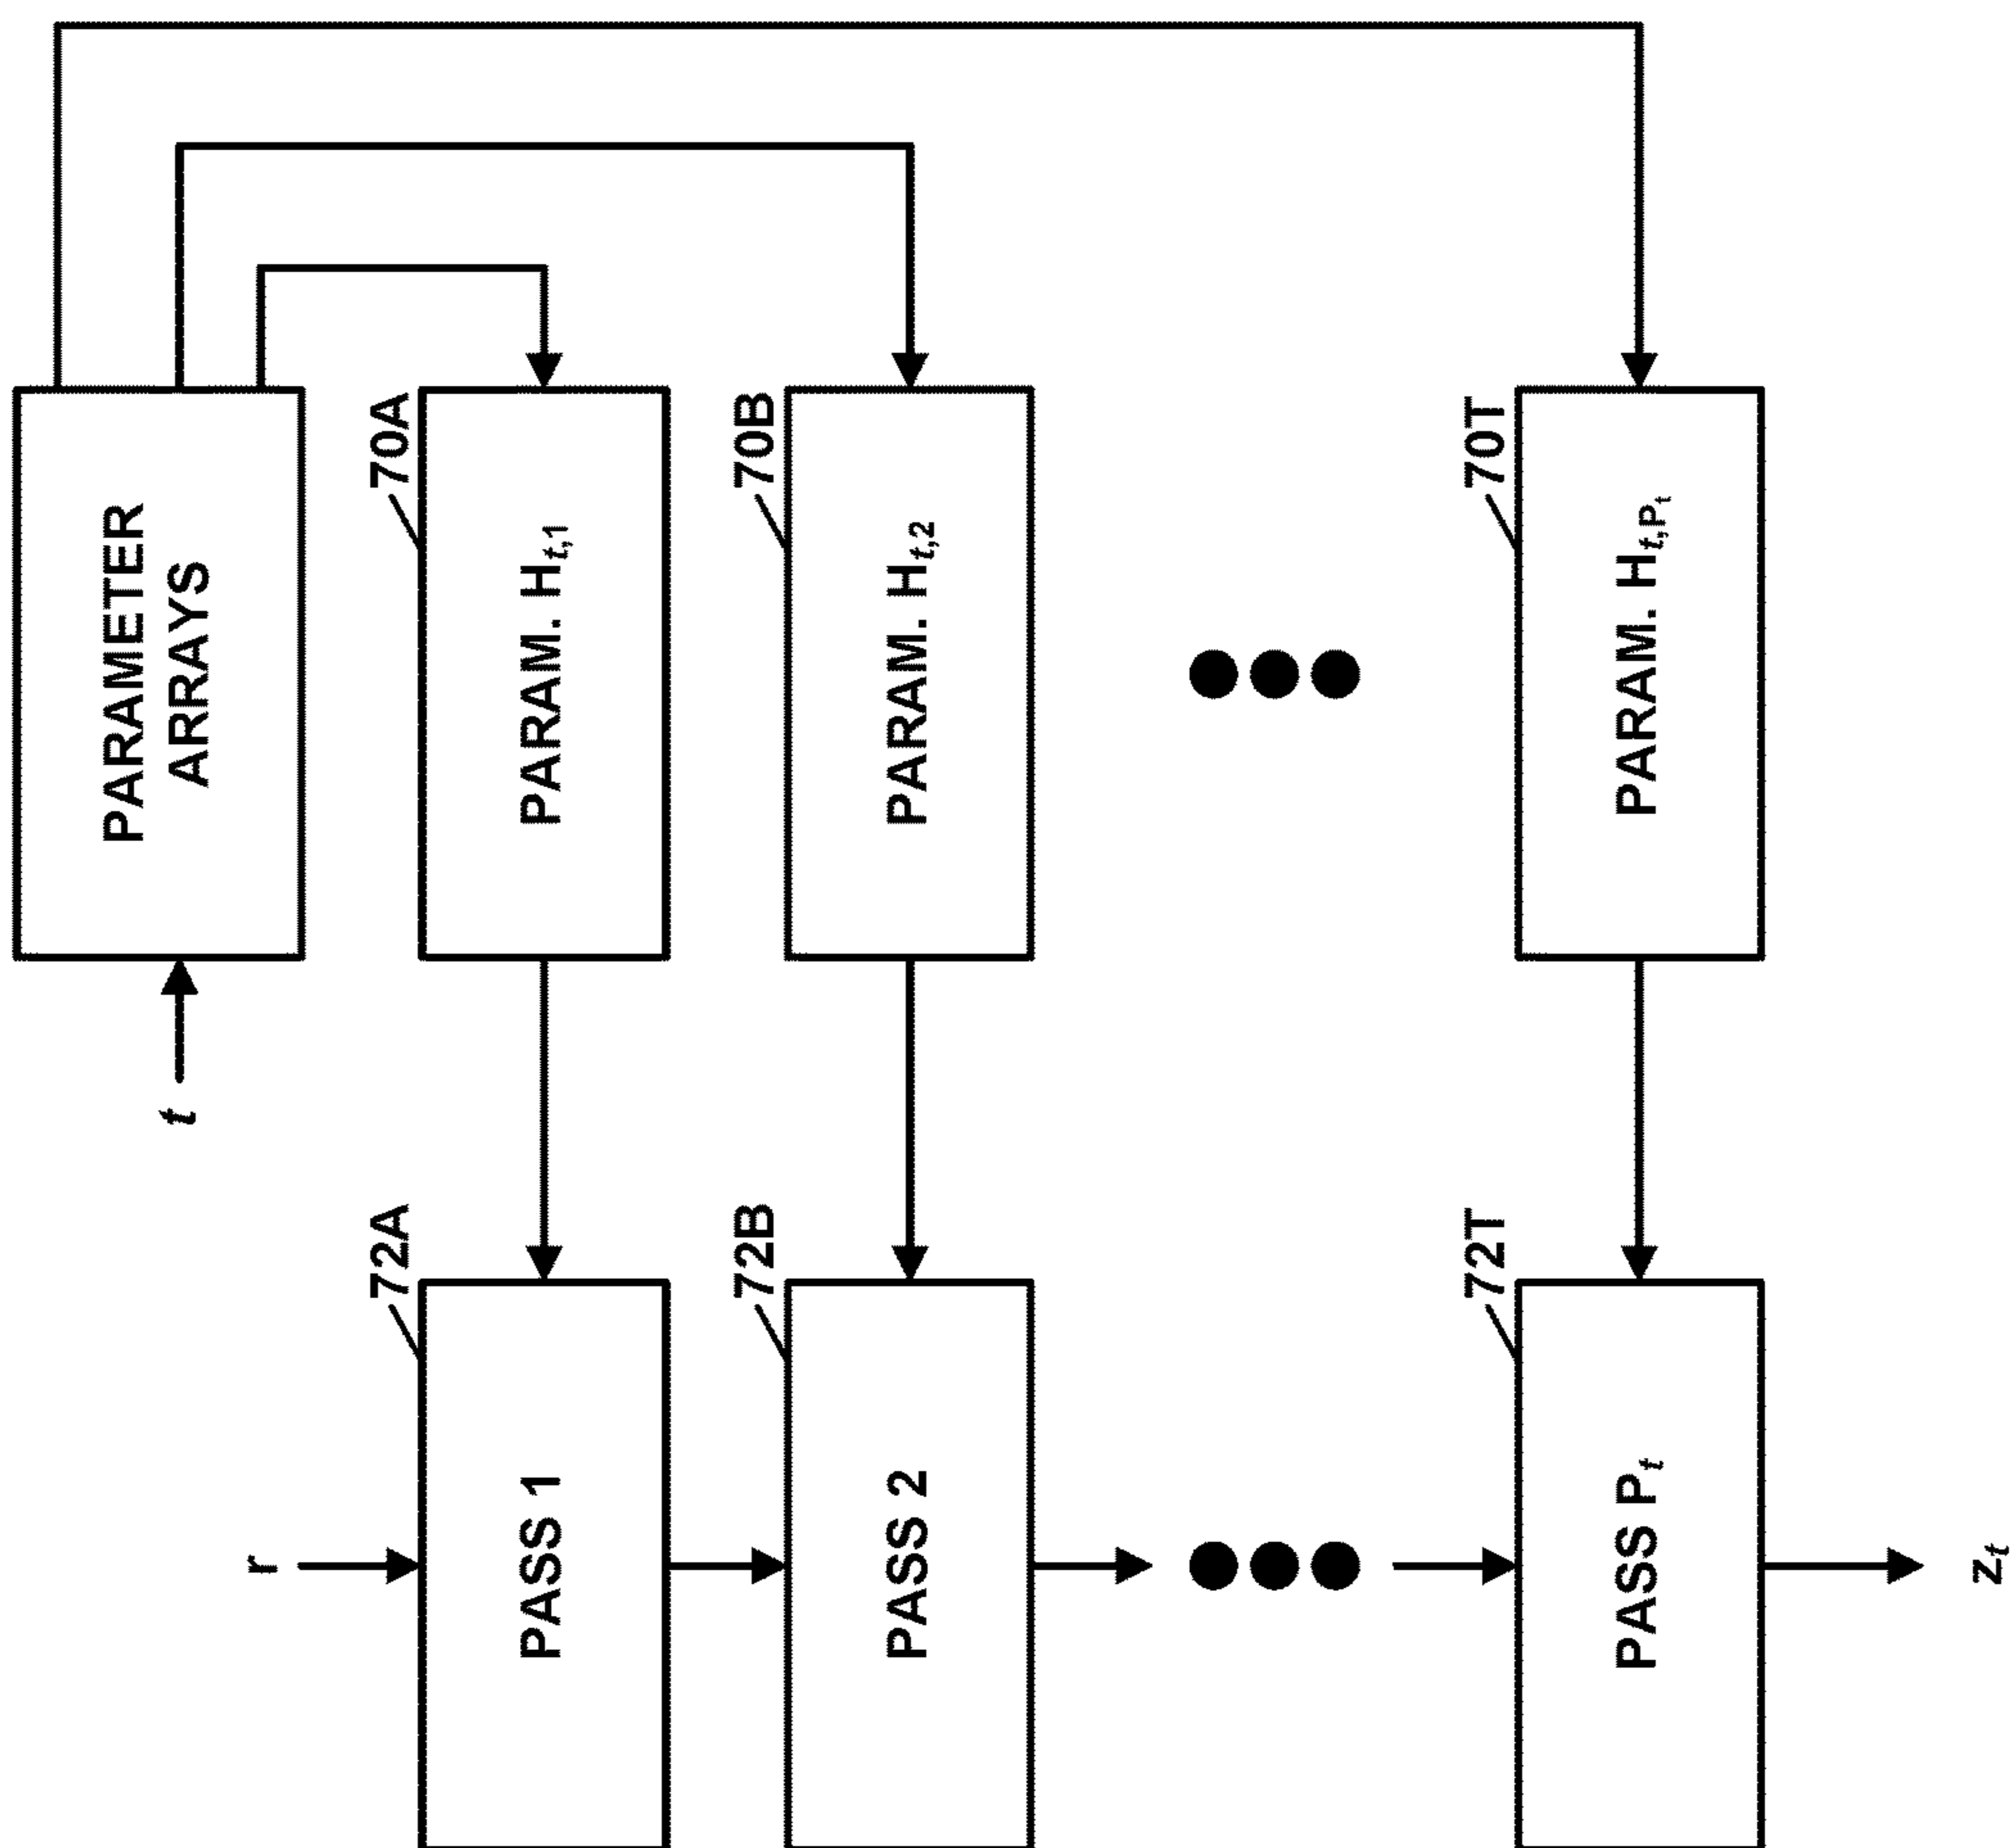 PARAMETER
ARRAYS
t
70A
PARAM. H_{t,1}
70B
PARAM. H_{t,2}
70T
PARAM. H_{t,P_t}
r
72A
PASS 1
72B
PASS 2
72T
PASS P_t
z_t